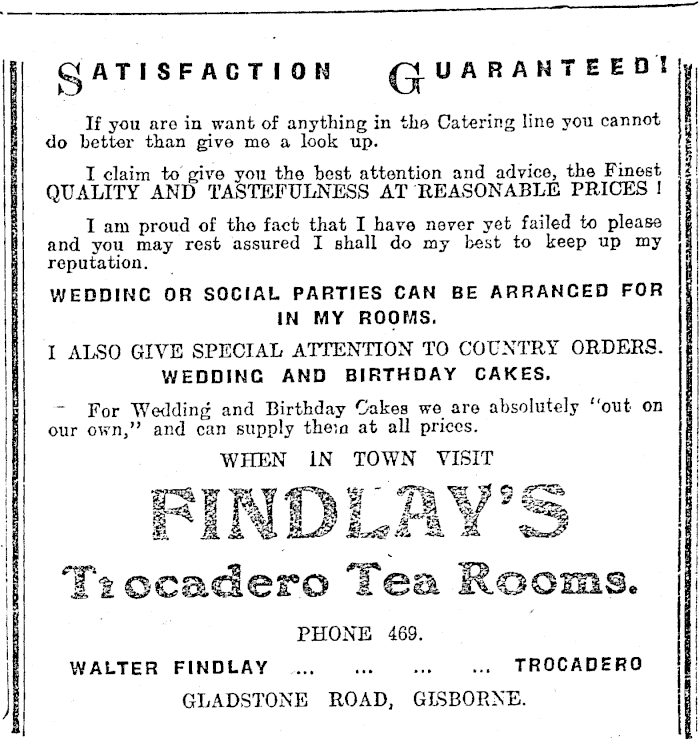 SATISFACTION GUARANTEED!
If you are in want of anything in the Catering line you cannot
do better than give me a look up.
I claim to give you the best attention and advice, the Finest
QUALITY AND TASTEFULNESS AT REASONABLE PRICES !
I am proud of the fact that I have never yet failed to please
and you may rest assured I shall do my best to keep up my
reputation.
WEDDING OR SOCIAL PARTIES CAN BE ARRANGED FOR
IN MY ROOMS.
I ALSO GIVE SPECIAL ATTENTION TO COUNTRY ORDERS.
WEDDING AND BIRTHDAY CAKES.
For Wedding and Birthday Cakes we are absolutely "out on
our own," and can supply them at all prices.
WHEN IN TOWN VISIT
FINDLAY'S
Trocadero Tea Rooms.
PHONE 469.
WALTER FINDLAY ... ... ... ... TROCADERO
GLADSTONE ROAD, GISBORNE.